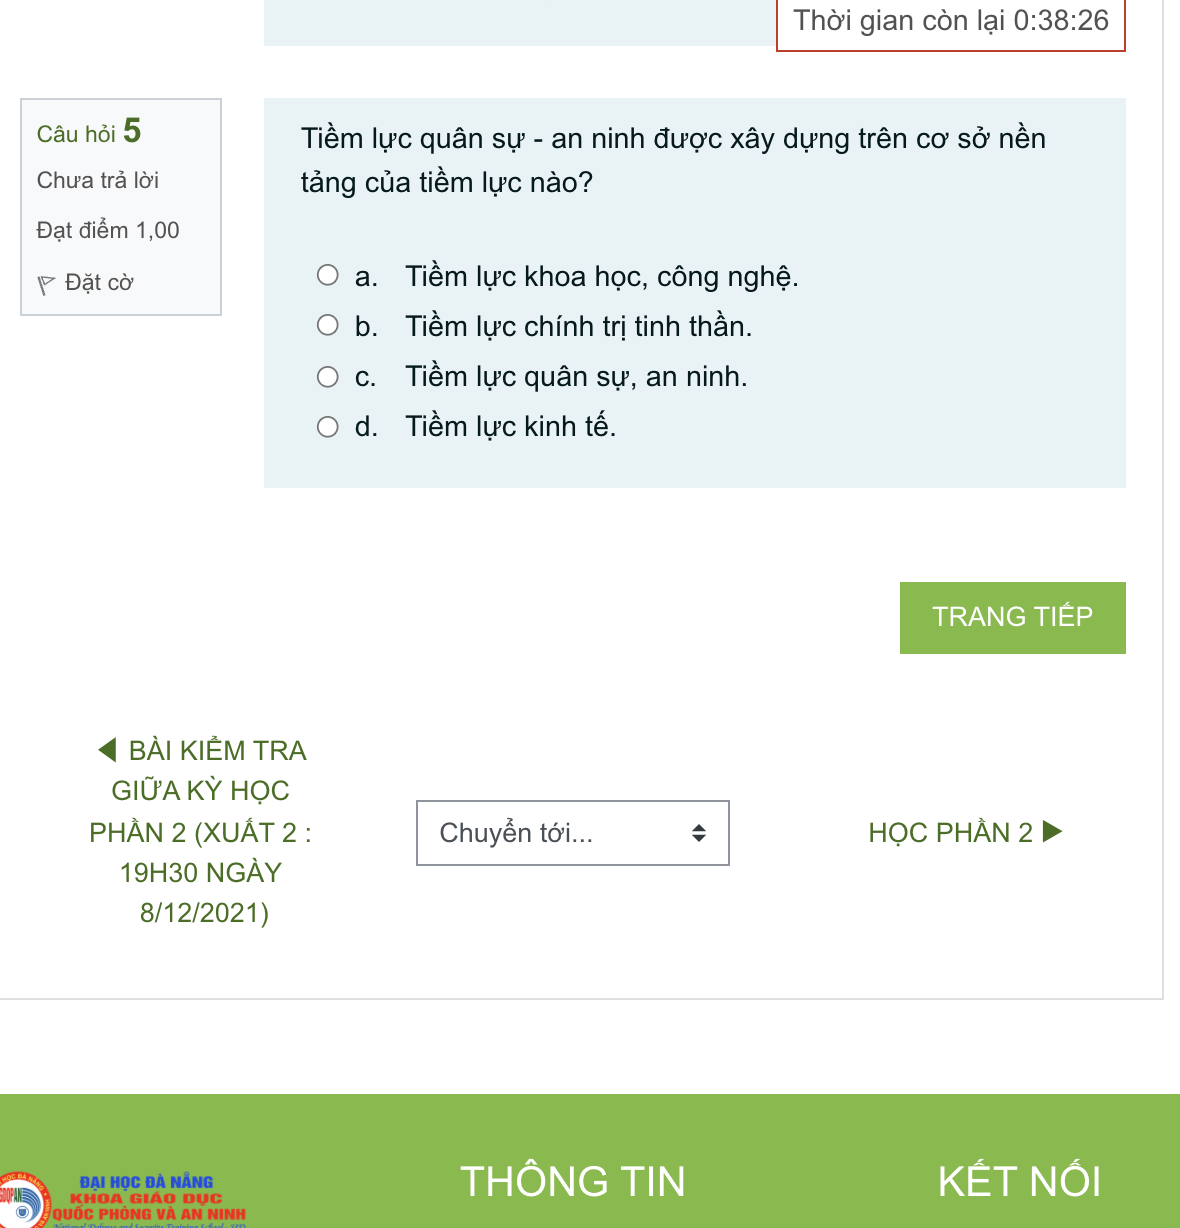 Thời gian còn lại 0:38:26
Câu hỏi 5
Chưa trả lời
Đạt điểm 1,00
Đặt cờ
Tiềm lực quân sự - an ninh được xây dựng trên cơ sở nền
tảng của tiềm lực nào?
a. Tiềm lực khoa học, công nghệ.
b. Tiềm lực chính trị tinh thần.
c. Tiềm lực quân sự, an ninh.
d. Tiềm lực kinh tế.
TRANG TIẾP
◀ BÀI KIỂM TRA
GIỮA KỲ HỌC
PHẦN 2 (XUẤT 2 :
19H30 NGÀY
8/12/2021)
Chuyển tới...
HỌC PHẦN 2 ▶
ĐẠI HỌC ĐÀ NẴNG
KHOA GIÁO DỤC
QUỐC PHÒNG VÀ AN NINH
THÔNG TIN
KẾT NỐI